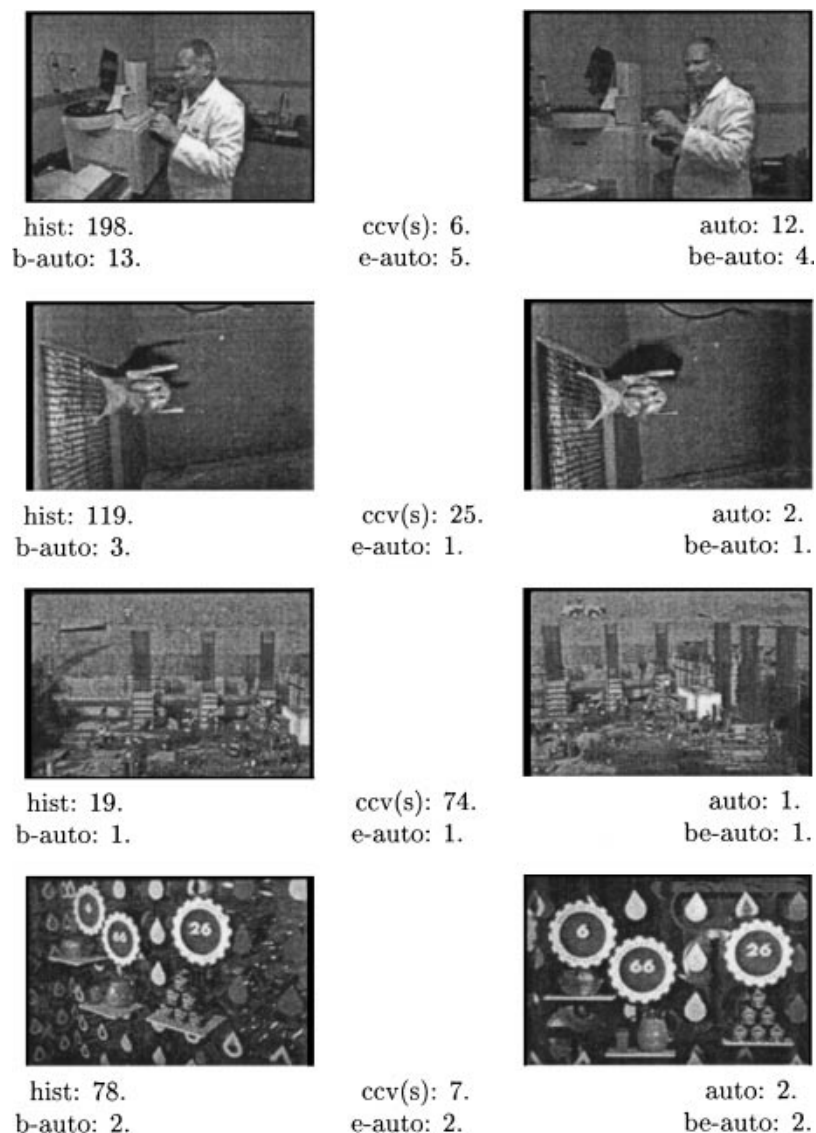 hist: 198. ccv(s): 6. auto: 12.
b-auto: 13. e-auto: 5. be-auto: 4.
hist: 119. ccv(s): 25. auto: 2.
b-auto: 3. e-auto: 1. be-auto: 1.
hist: 19. ccv(s): 74. auto: 1.
b-auto: 1. e-auto: 1. be-auto: 1.
66 26
6 66 26
hist: 78. ccv(s): 7. auto: 2.
b-auto: 2. e-auto: 2. be-auto: 2.